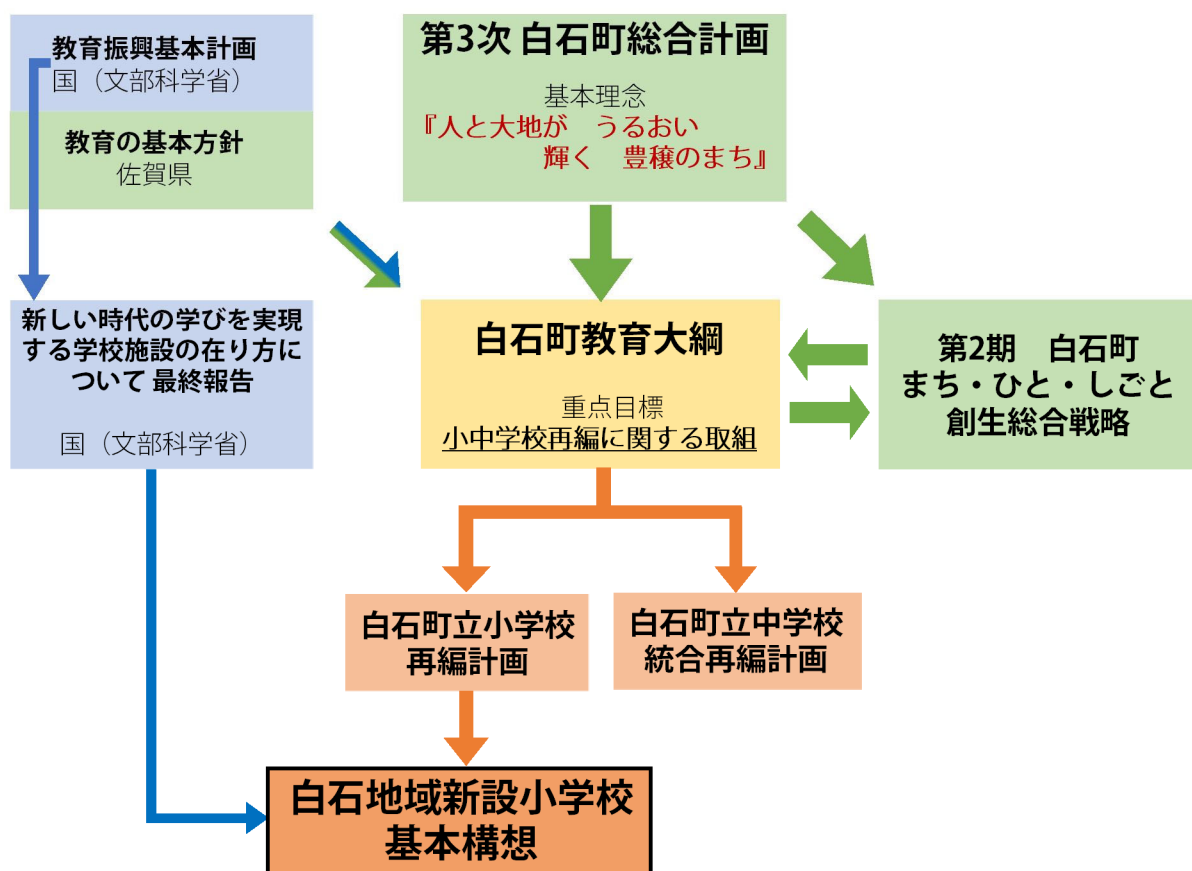 教育振興基本計画
国（文部科学省）
教育の基本方針
佐賀県
第3次 白石町総合計画
基本理念
『人と大地が　うるおい
輝く　豊穣のまち』
新しい時代の学びを実現
する学校施設の在り方に
ついて 最終報告
国（文部科学省）
白石町教育大綱
重点目標
小中学校再編に関する取組
第2期　白石町
まち・ひと・しごと
創生総合戦略
白石町立小学校
再編計画
白石町立中学校
統合再編計画
白石地域新設小学校
基本構想